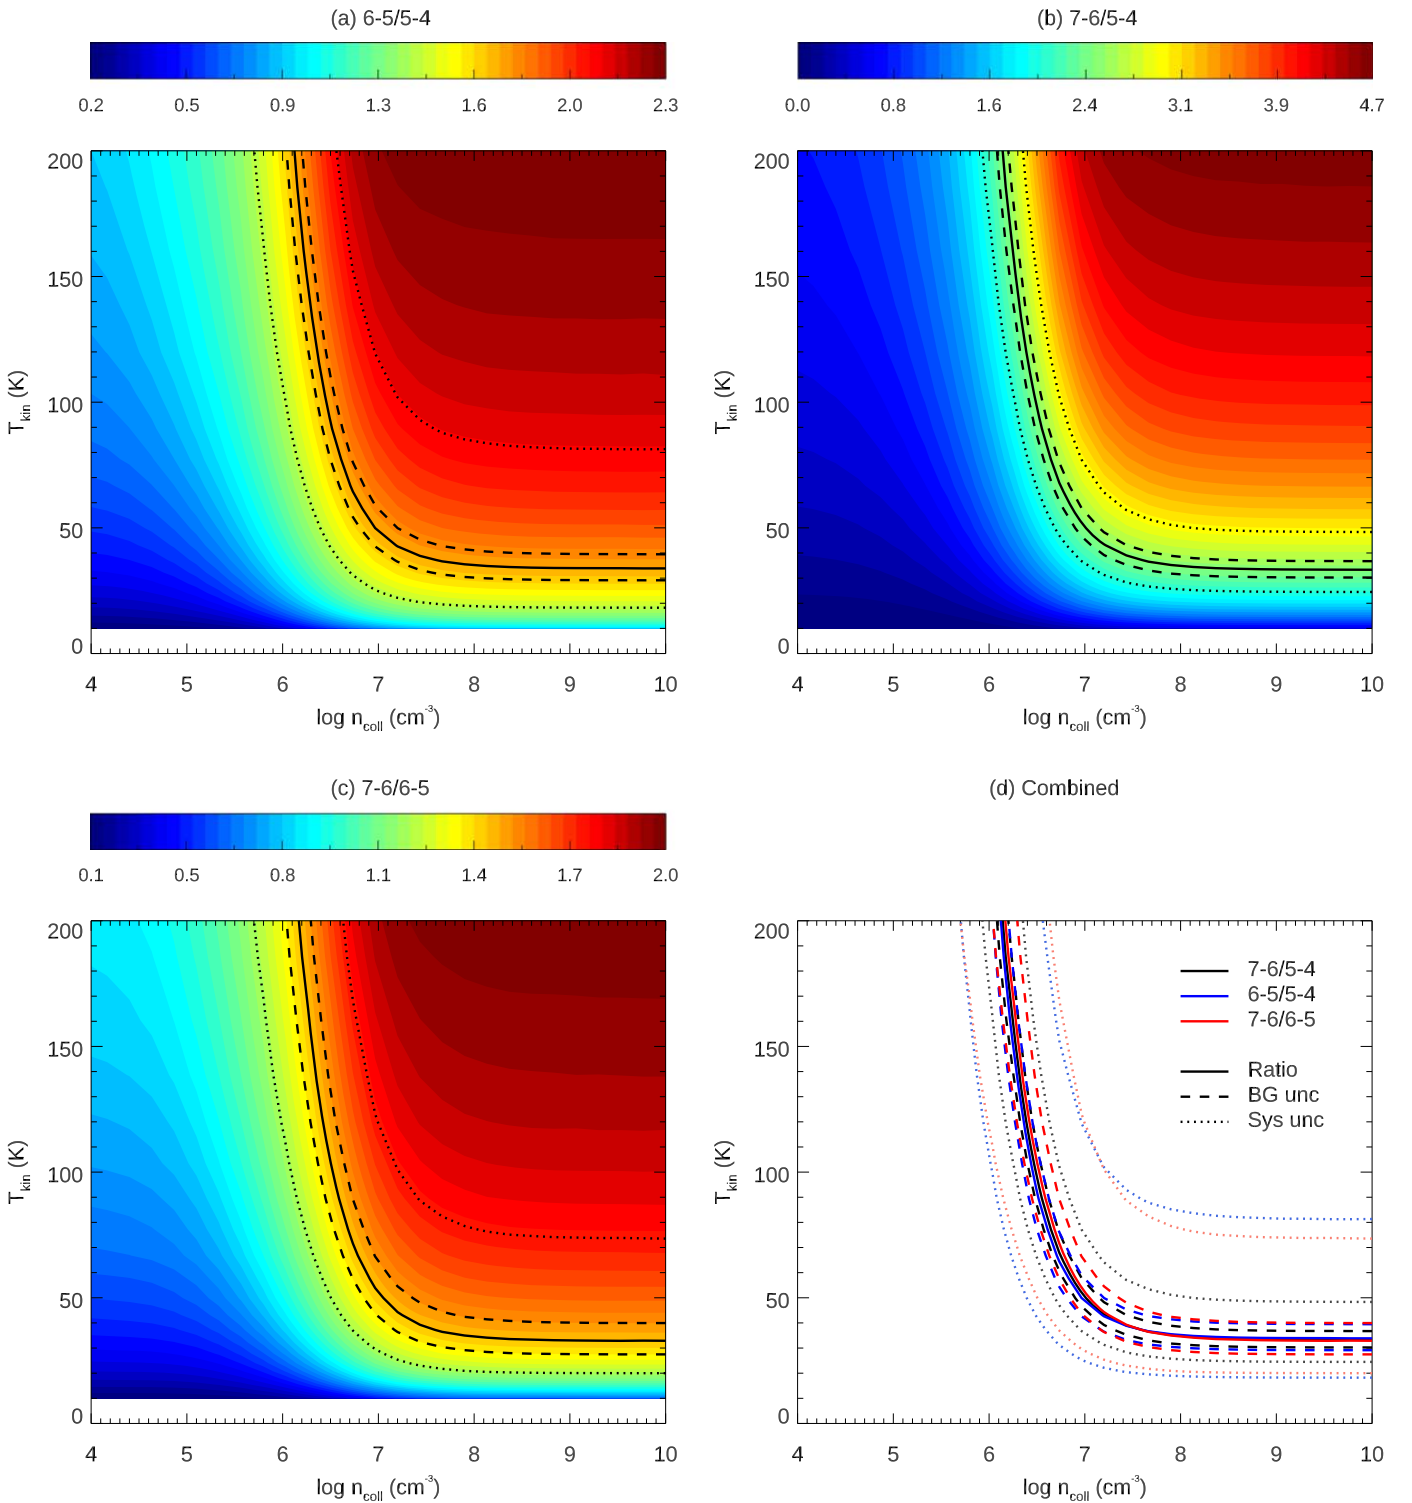 (a) 6-5/5-4
0.2 0.5 0.9 1.3 1.6 2.0 2.3
200
150
100
50
0
T_kin (K)
4 5 6 7 8 9 10
log n_coll (cm^-3)
(b) 7-6/5-4
0.0 0.8 1.6 2.4 3.1 3.9 4.7
200
150
100
50
0
T_kin (K)
4 5 6 7 8 9 10
log n_coll (cm^-3)
(c) 7-6/6-5
0.1 0.5 0.8 1.1 1.4 1.7 2.0
200
150
100
50
0
T_kin (K)
4 5 6 7 8 9 10
log n_coll (cm^-3)
(d) Combined
200
150
100
50
0
T_kin (K)
7-6/5-4
6-5/5-4
7-6/6-5
Ratio
BG unc
Sys unc
4 5 6 7 8 9 10
log n_coll (cm^-3)